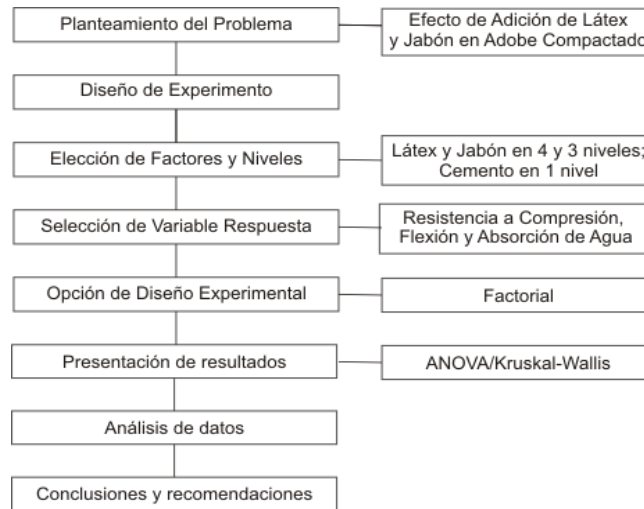 Planteamiento del Problema
Efecto de Adición de Látex
y Jabón en Adobe Compactado
Diseño de Experimento
Elección de Factores y Niveles
Látex y Jabón en 4 y 3 niveles;
Cemento en 1 nivel
Selección de Variable Respuesta
Resistencia a Compresión,
Flexión y Absorción de Agua
Opción de Diseño Experimental
Factorial
Presentación de resultados
ANOVA/Kruskal-Wallis
Análisis de datos
Conclusiones y recomendaciones